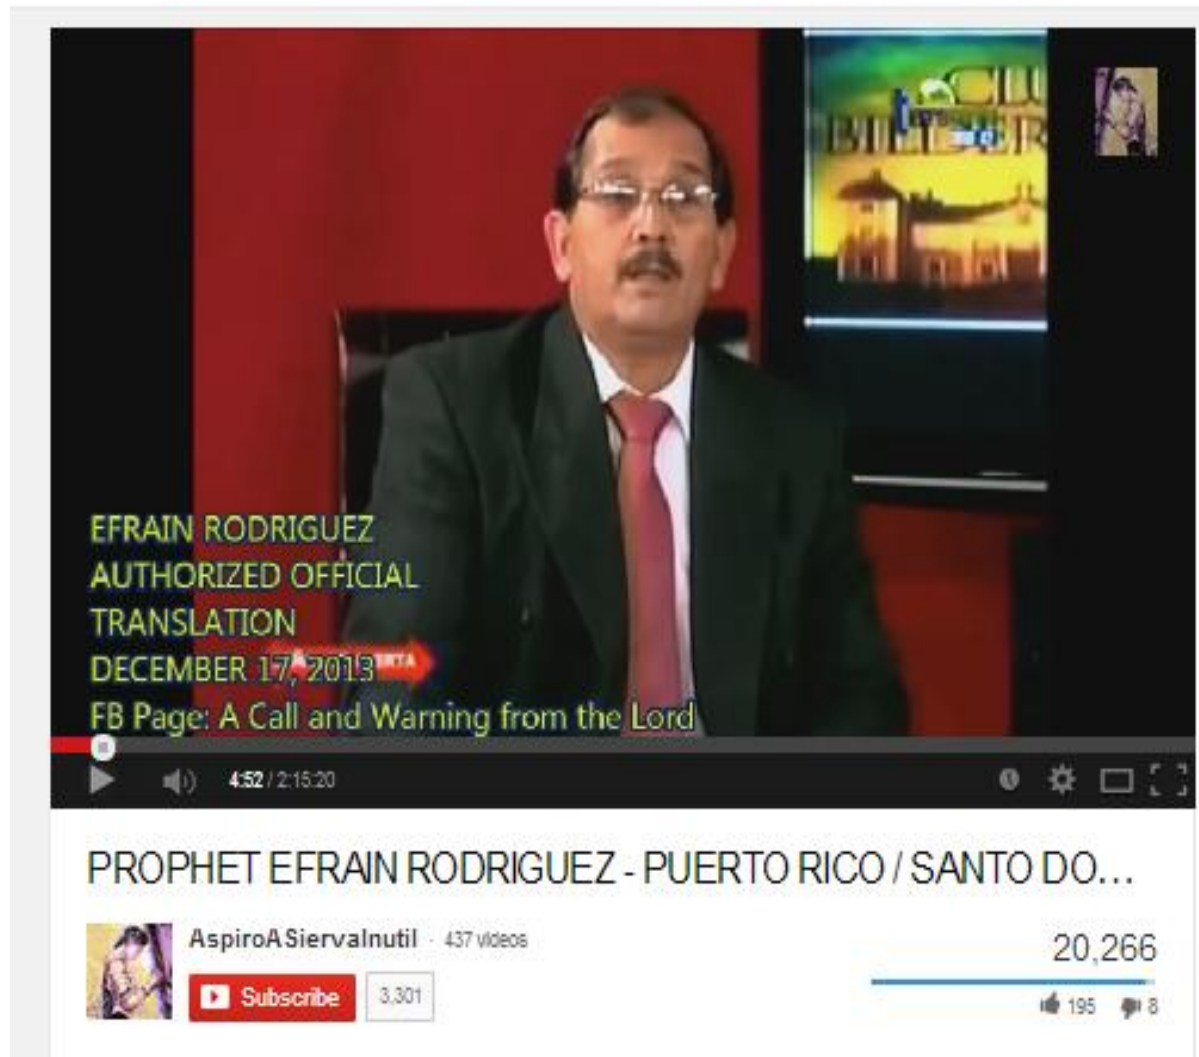 CLU
BILDER
EFRAIN RODRIGUEZ
AUTHORIZED OFFICIAL
TRANSLATION
DECEMBER 17, 2013
FB Page: A Call and Warning from the Lord
4:52 / 2:15:20
PROPHET EFRAIN RODRIGUEZ - PUERTO RICO / SANTO DO...
AspiroASiervaInutil · 437 videos
Subscribe 3,301
20,266
195 8